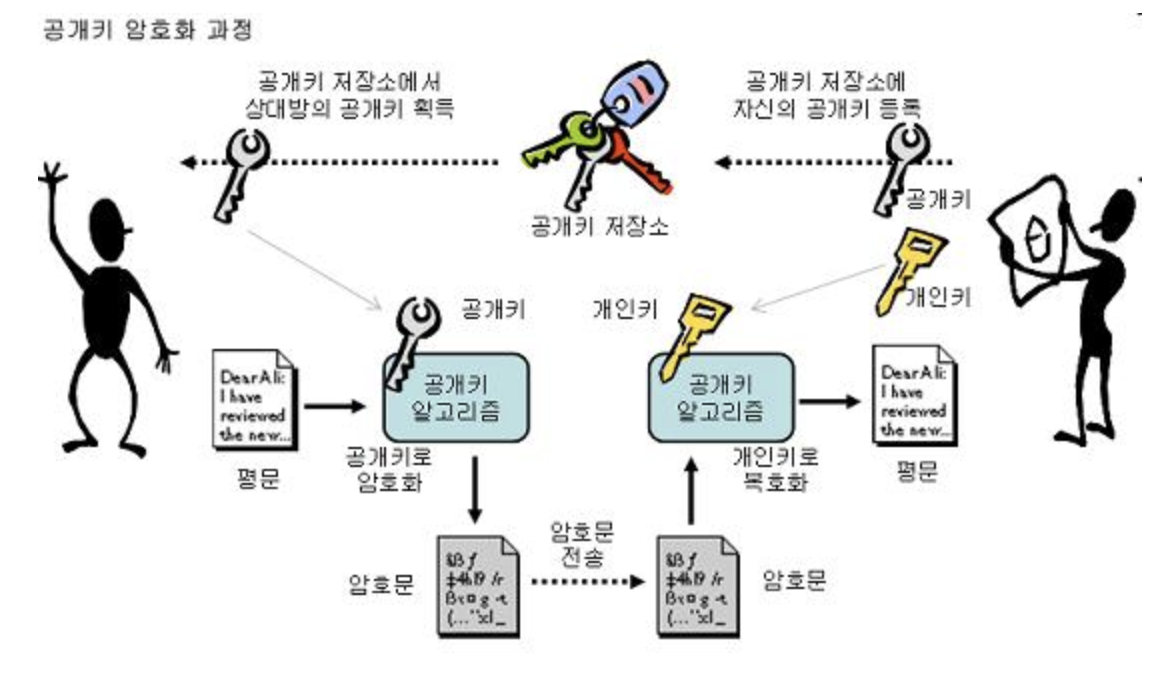 공개키 암호화 과정
공개키 저장소에서
상대방의 공개키 획득
공개키 저장소에
자신의 공개키 등록
공개키 저장소
공개키
개인키
공개키
개인키
Dear Ali:
I have
reviewed
the new...
평문
공개키
알고리즘
공개키로
암호화
공개키
알고리즘
개인키로
복호화
Dear Ali:
I have
reviewed
the new...
평문
암호문
암호문
전송
암호문